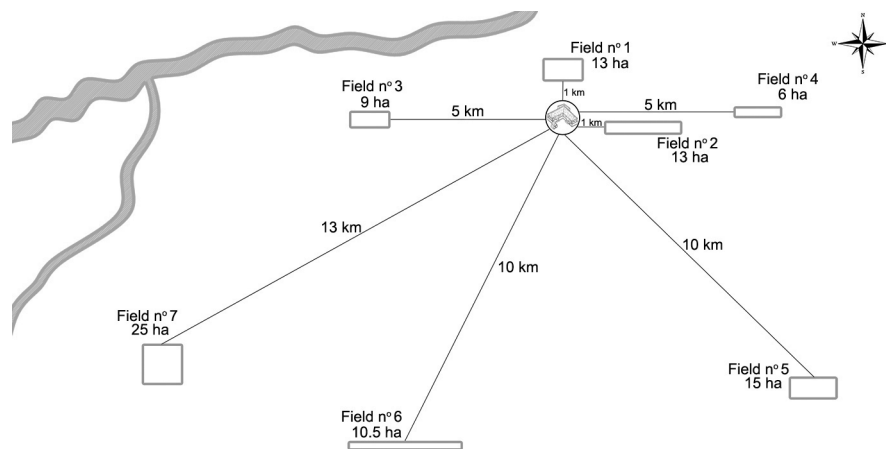 N
W
E
S
Field nº 1
13 ha
1 km
Field nº 3
9 ha
5 km
Field nº 4
6 ha
5 km
1 km
Field nº 2
13 ha
13 km
10 km
10 km
Field nº 7
25 ha
Field nº 5
15 ha
Field nº 6
10.5 ha